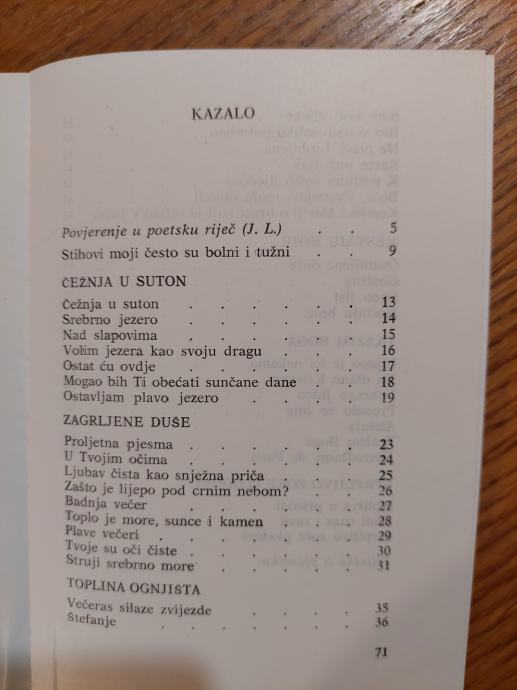 KAZALO
Povjerenje u poetsku riječ (J. L.) . . 5
Stihovi moji često su bolni i tužni . . 9
ČEŽNJA U SUTON
Čežnja u suton . . . . . . 13
Srebrno jezero . . . . . . 14
Nad slapovima . . . . . . 15
Volim jezera kao svoju dragu . . . 16
Ostat ću ovdje . . . . . . 17
Mogao bih Ti obećati sunčane dane . . 18
Ostavljam plavo jezero . . . . 19
ZAGRLJENE DUŠE
Proljetna pjesma . . . . . 23
U Tvojim očima . . . . . . 24
Ljubav čista kao snježna priča . . . 25
Zašto je lijepo pod crnim nebom? . . 26
Badnja večer . . . . . . 27
Toplo je more, sunce i kamen . . . 28
Plave večeri . . . . . . . 29
Tvoje su oči čiste . . . . . 30
Struji srebrno more . . . . . 31
TOPLINA OGNJIŠTA
Večeras silaze zvijezde . . . . 35
Štefanje . . . . . . . 36
71